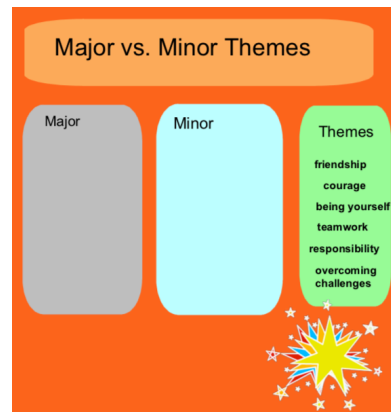 Major vs. Minor Themes
Major
Minor
Themes
friendship
courage
being yourself
teamwork
responsibility
overcoming
challenges